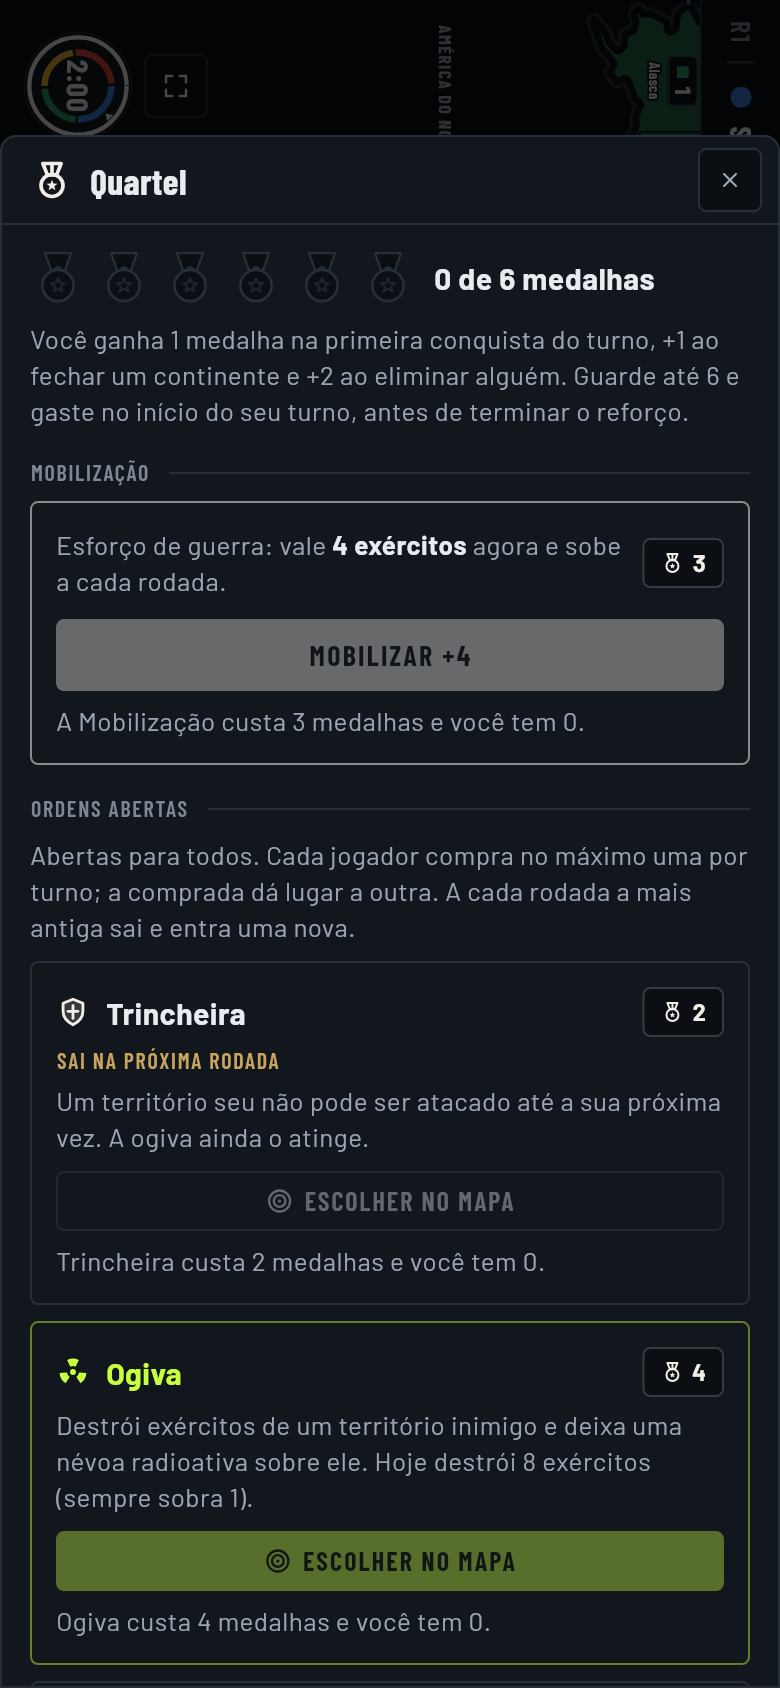 2:00
AMÉRICA DO NO
Alasca
1
R1
S
Quartel
0 de 6 medalhas
Você ganha 1 medalha na primeira conquista do turno, +1 ao
fechar um continente e +2 ao eliminar alguém. Guarde até 6 e
gaste no início do seu turno, antes de terminar o reforço.
MOBILIZAÇÃO
Esforço de guerra: vale 4 exércitos agora e sobe
a cada rodada.
3
MOBILIZAR +4
A Mobilização custa 3 medalhas e você tem 0.
ORDENS ABERTAS
Abertas para todos. Cada jogador compra no máximo uma por
turno; a comprada dá lugar a outra. A cada rodada a mais
antiga sai e entra uma nova.
Trincheira
2
SAI NA PRÓXIMA RODADA
Um território seu não pode ser atacado até a sua próxima
vez. A ogiva ainda o atinge.
ESCOLHER NO MAPA
Trincheira custa 2 medalhas e você tem 0.
Ogiva
4
Destrói exércitos de um território inimigo e deixa uma
névoa radioativa sobre ele. Hoje destrói 8 exércitos
(sempre sobra 1).
ESCOLHER NO MAPA
Ogiva custa 4 medalhas e você tem 0.